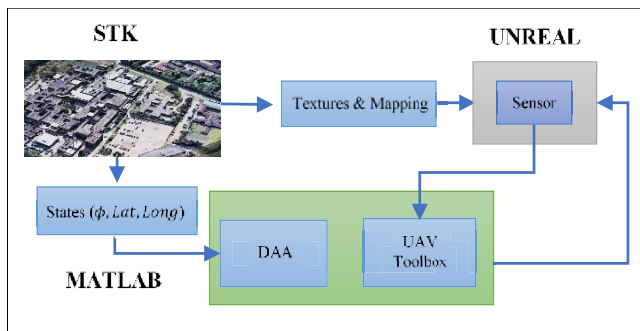 STK
UNREAL
Textures & Mapping
Sensor
States (ϕ, Lat, Long)
DAA
UAV
Toolbox
MATLAB